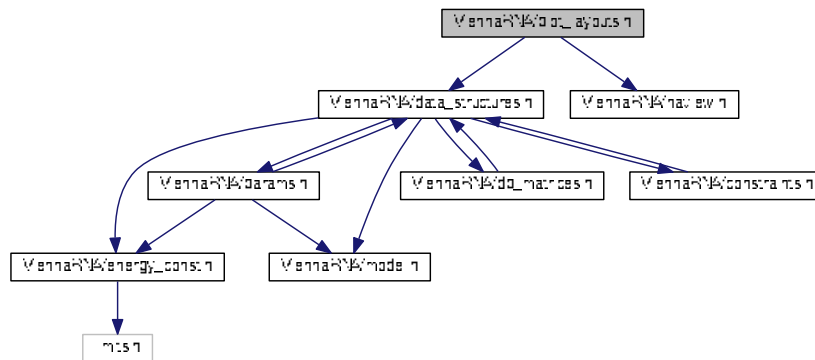 ViennaRNA/plot_layouts.h
ViennaRNA/data_structures.h
ViennaRNA/naview.h
ViennaRNA/params.h
ViennaRNA/dp_matrices.h
ViennaRNA/constraints.h
ViennaRNA/energy_const.h
ViennaRNA/model.h
limits.h